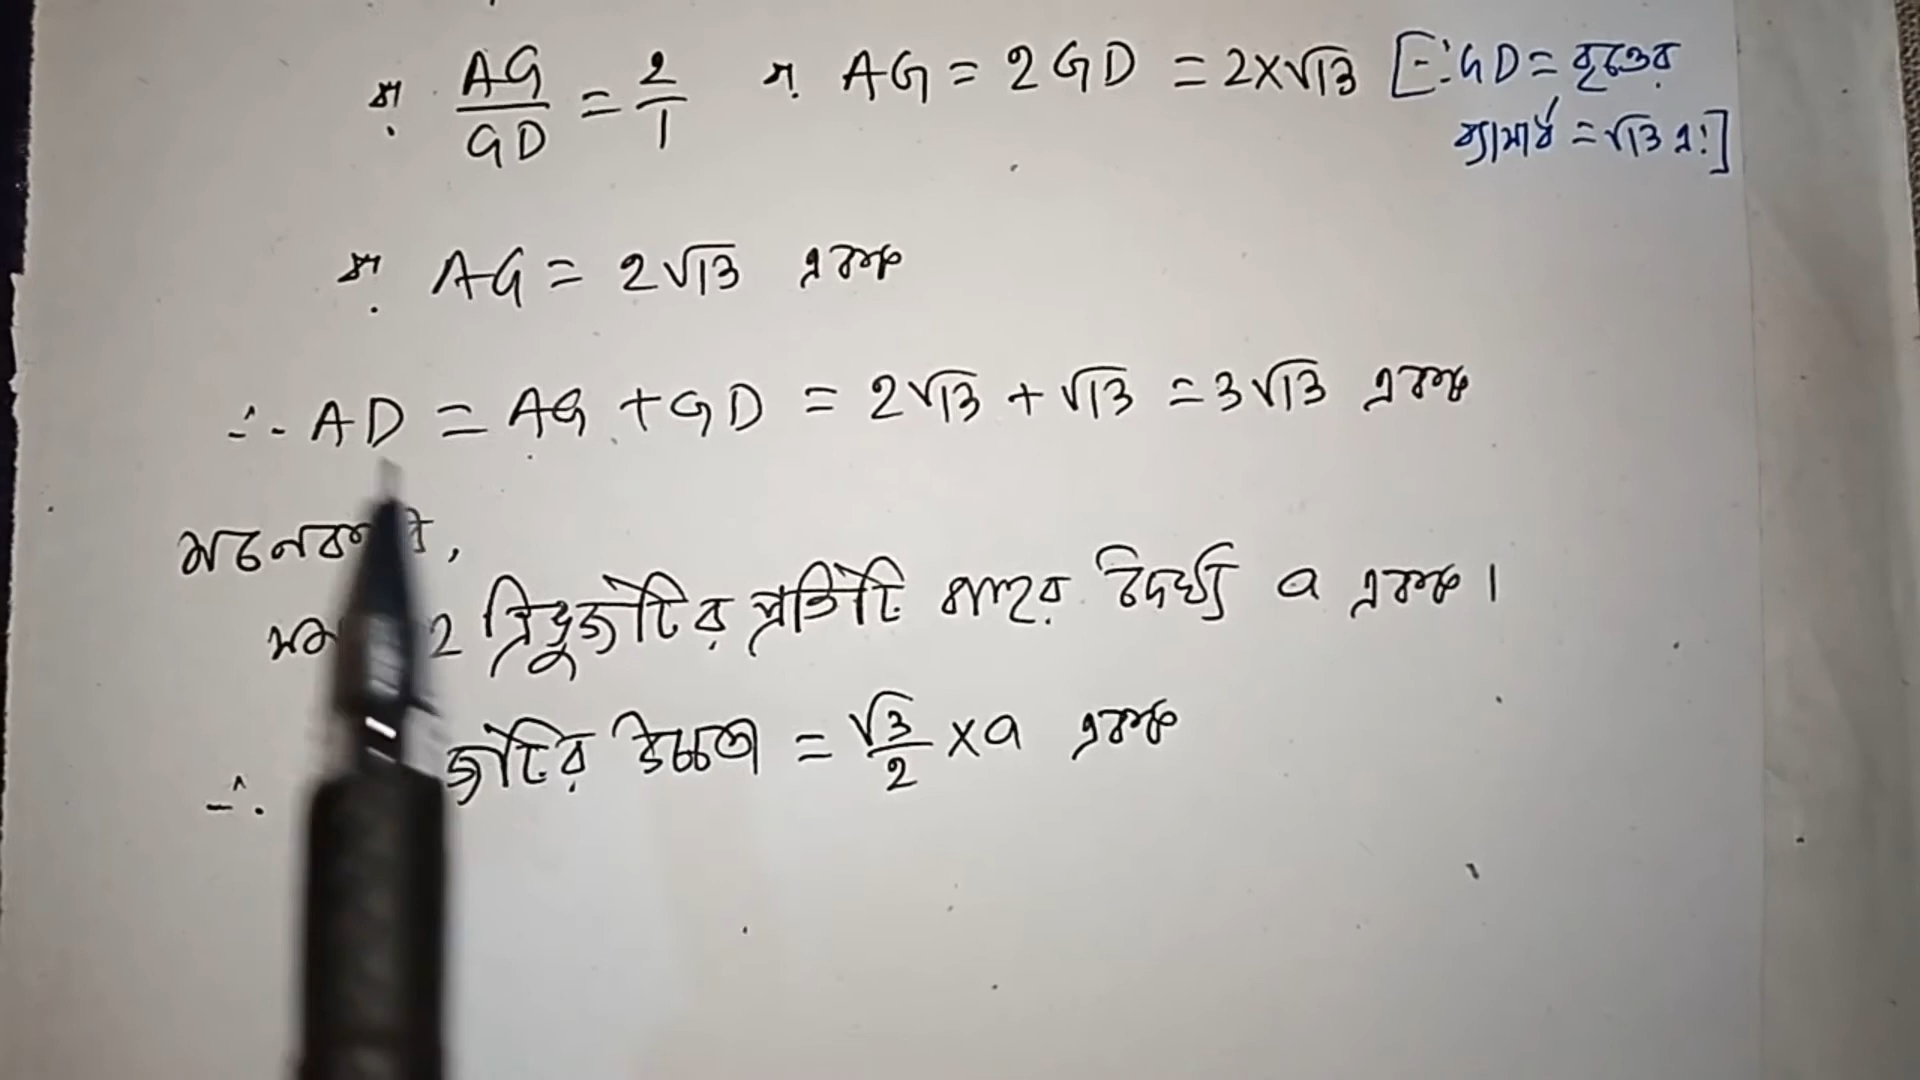 বা, AG/GD = 2/1 বা, AG = 2GD = 2×√13 [∵ GD = বৃত্তের
ব্যাসার্ধ = √13 এ:]
বা, AG = 2√13 একক
∴ AD = AG + GD = 2√13 + √13 = 3√13 একক
মনেকরি,
2 ত্রিভুজটির প্রতিটি বাহুর দৈর্ঘ্য a একক।
∴ জটির উচ্চতা = √3/2 × a একক